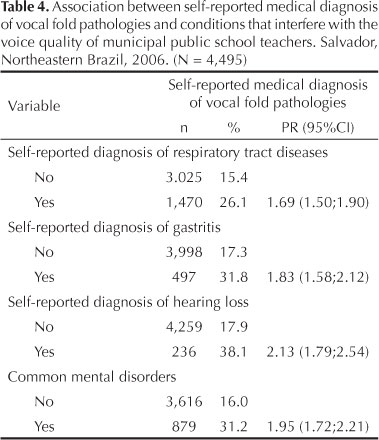 Table 4. Association between self-reported medical diagnosis
of vocal fold pathologies and conditions that interfere with the
voice quality of municipal public school teachers. Salvador,
Northeastern Brazil, 2006. (N = 4,495)
Variable
Self-reported medical diagnosis
of vocal fold pathologies
n % PR (95%CI)
Self-reported diagnosis of respiratory tract diseases
No 3.025 15.4
Yes 1,470 26.1 1.69 (1.50;1.90)
Self-reported diagnosis of gastritis
No 3,998 17.3
Yes 497 31.8 1.83 (1.58;2.12)
Self-reported diagnosis of hearing loss
No 4,259 17.9
Yes 236 38.1 2.13 (1.79;2.54)
Common mental disorders
No 3,616 16.0
Yes 879 31.2 1.95 (1.72;2.21)